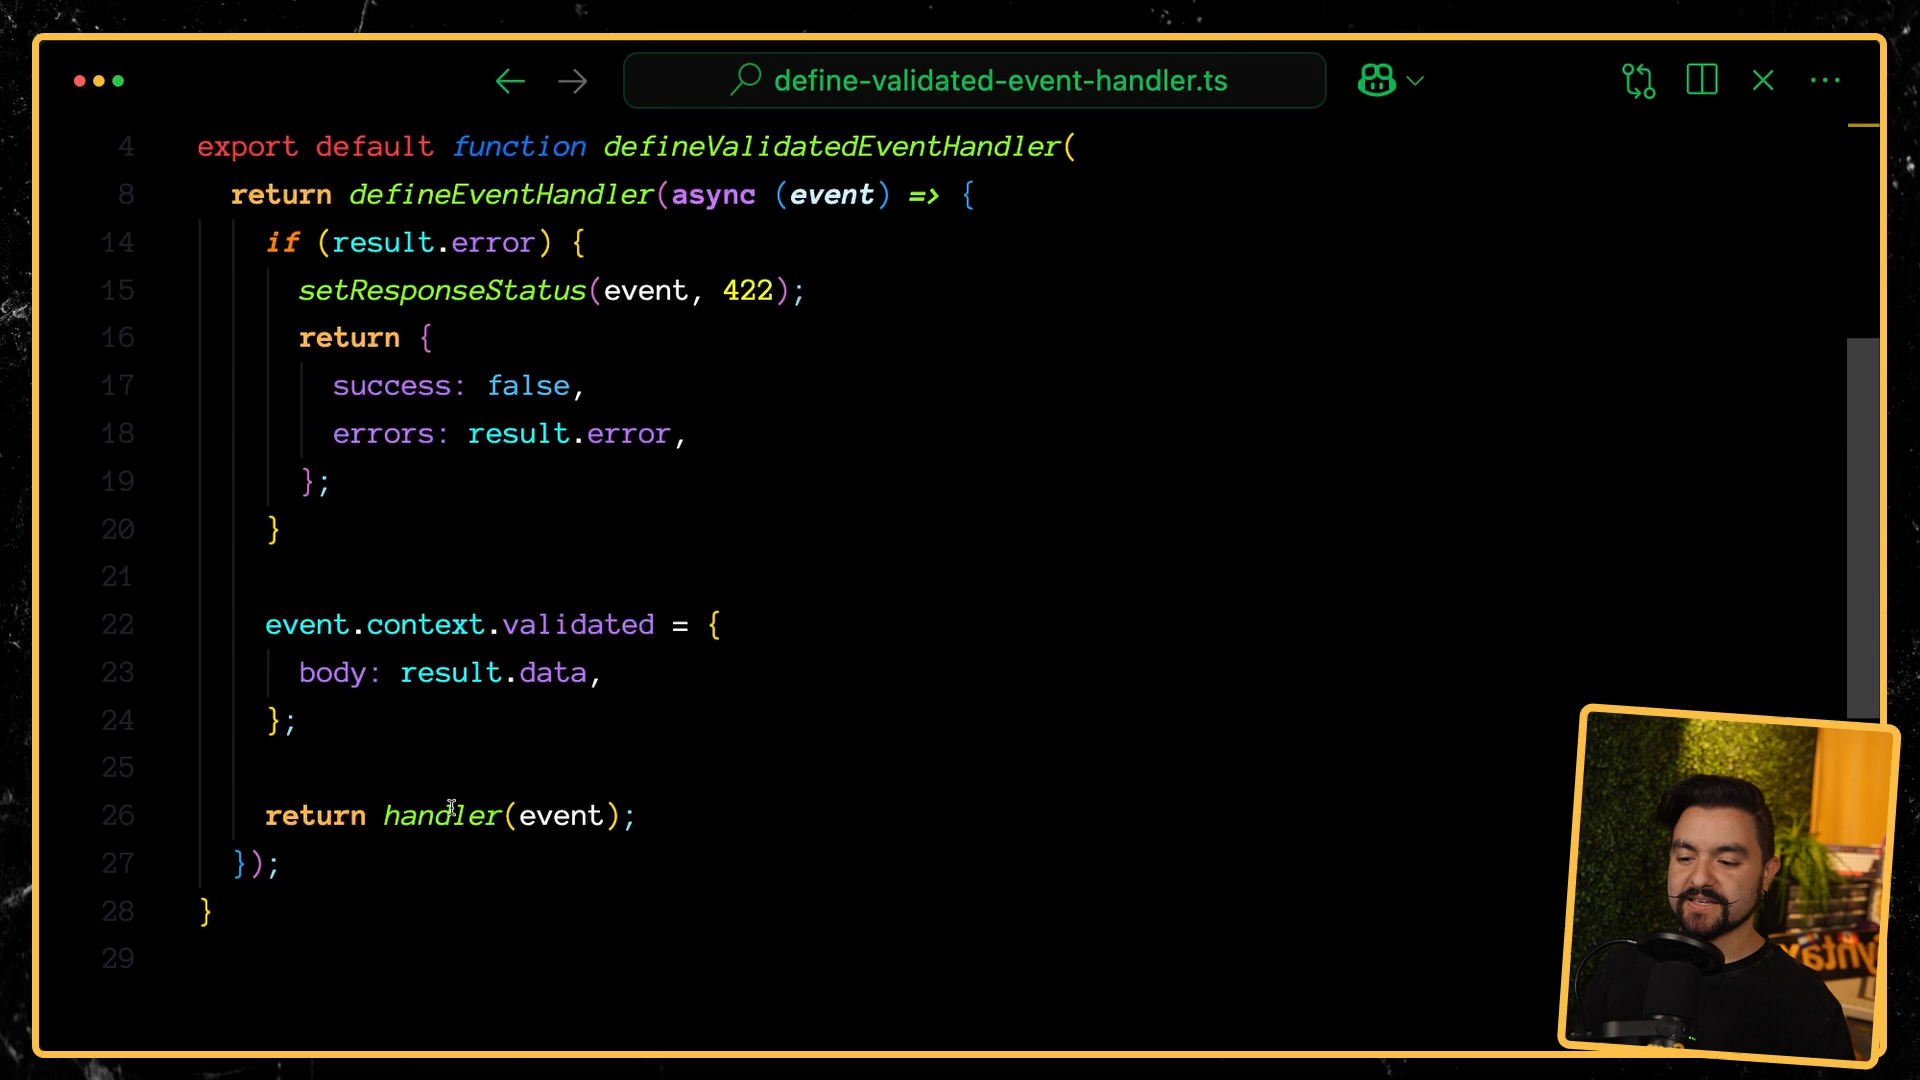 define-validated-event-handler.ts
4 export default function defineValidatedEventHandler(
8 return defineEventHandler(async (event) => {
14 if (result.error) {
15 setResponseStatus(event, 422);
16 return {
17 success: false,
18 errors: result.error,
19 };
20 }
21
22 event.context.validated = {
23 body: result.data,
24 };
25
26 return handler(event);
27 });
28 }
29